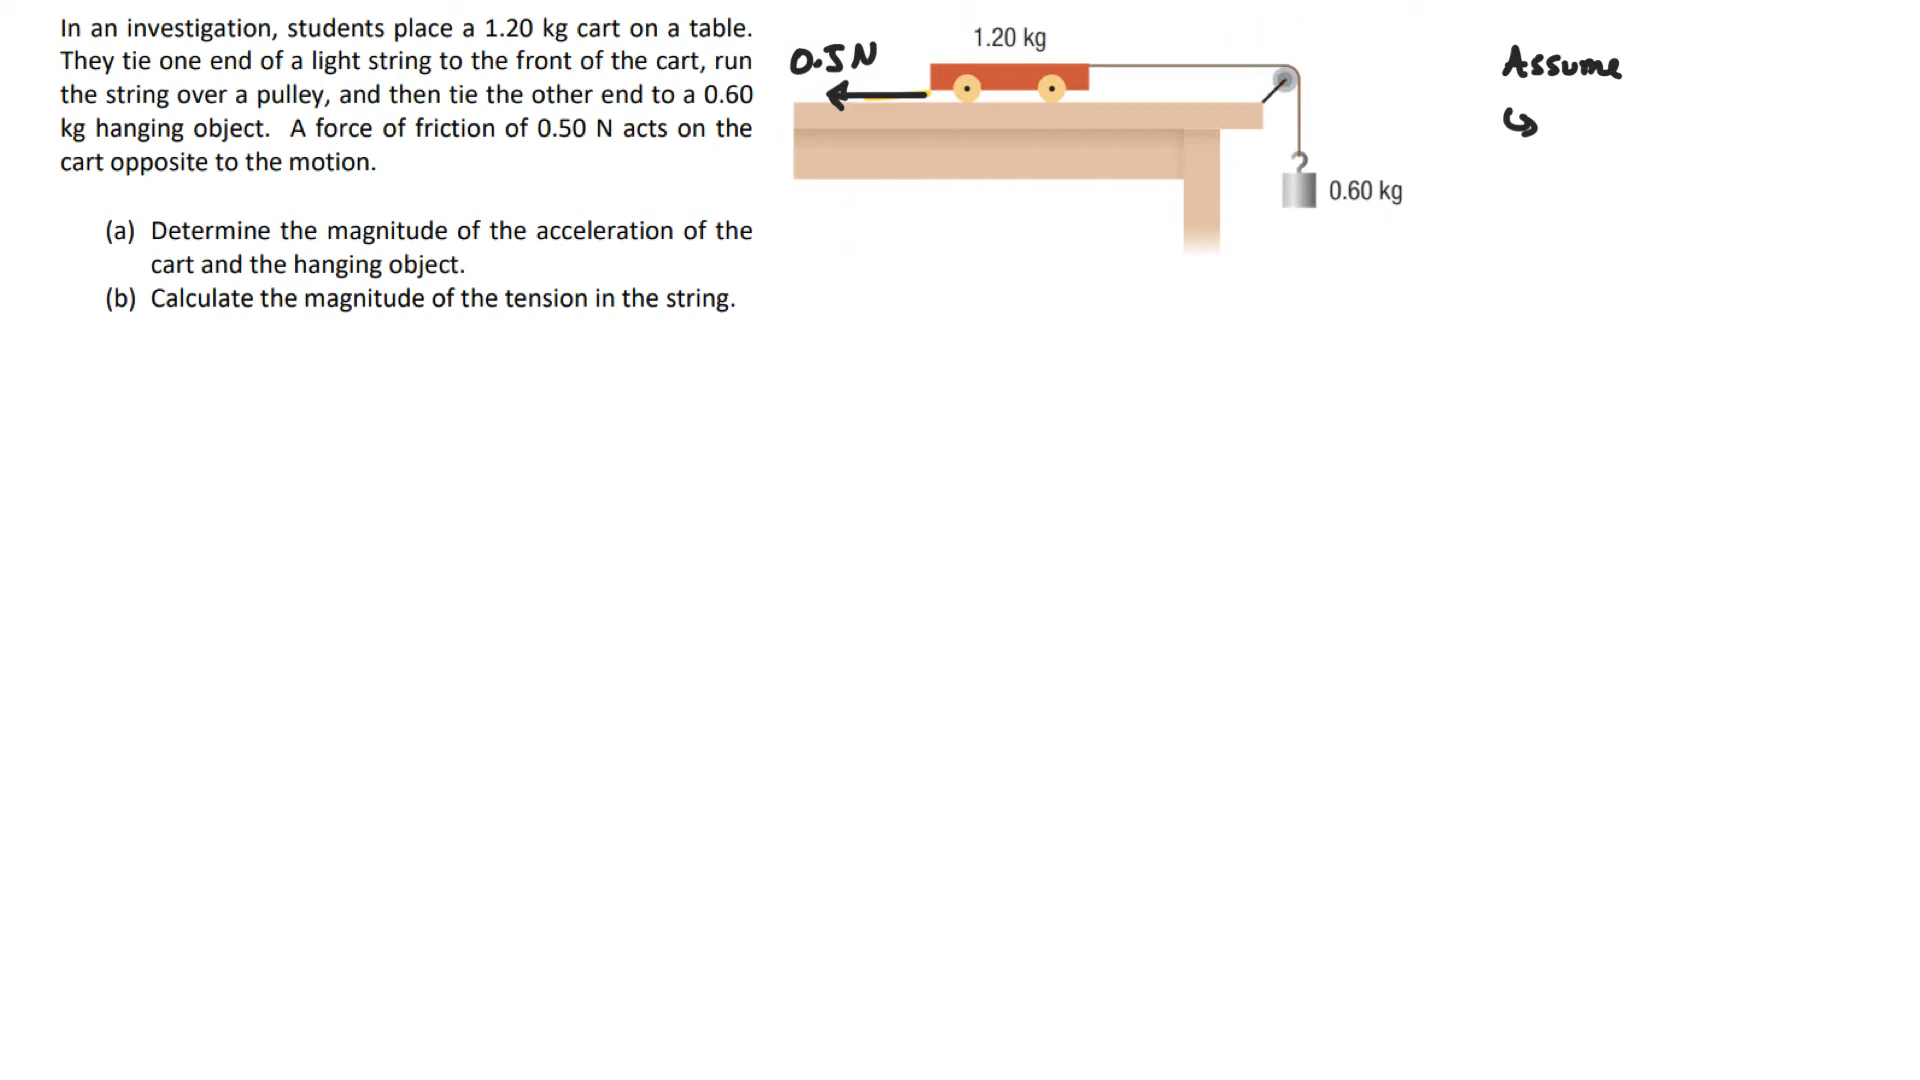 In an investigation, students place a 1.20 kg cart on a table.
They tie one end of a light string to the front of the cart, run
the string over a pulley, and then tie the other end to a 0.60
kg hanging object. A force of friction of 0.50 N acts on the
cart opposite to the motion.
(a) Determine the magnitude of the acceleration of the
cart and the hanging object.
(b) Calculate the magnitude of the tension in the string.
0.5N
1.20 kg
0.60 kg
Assume